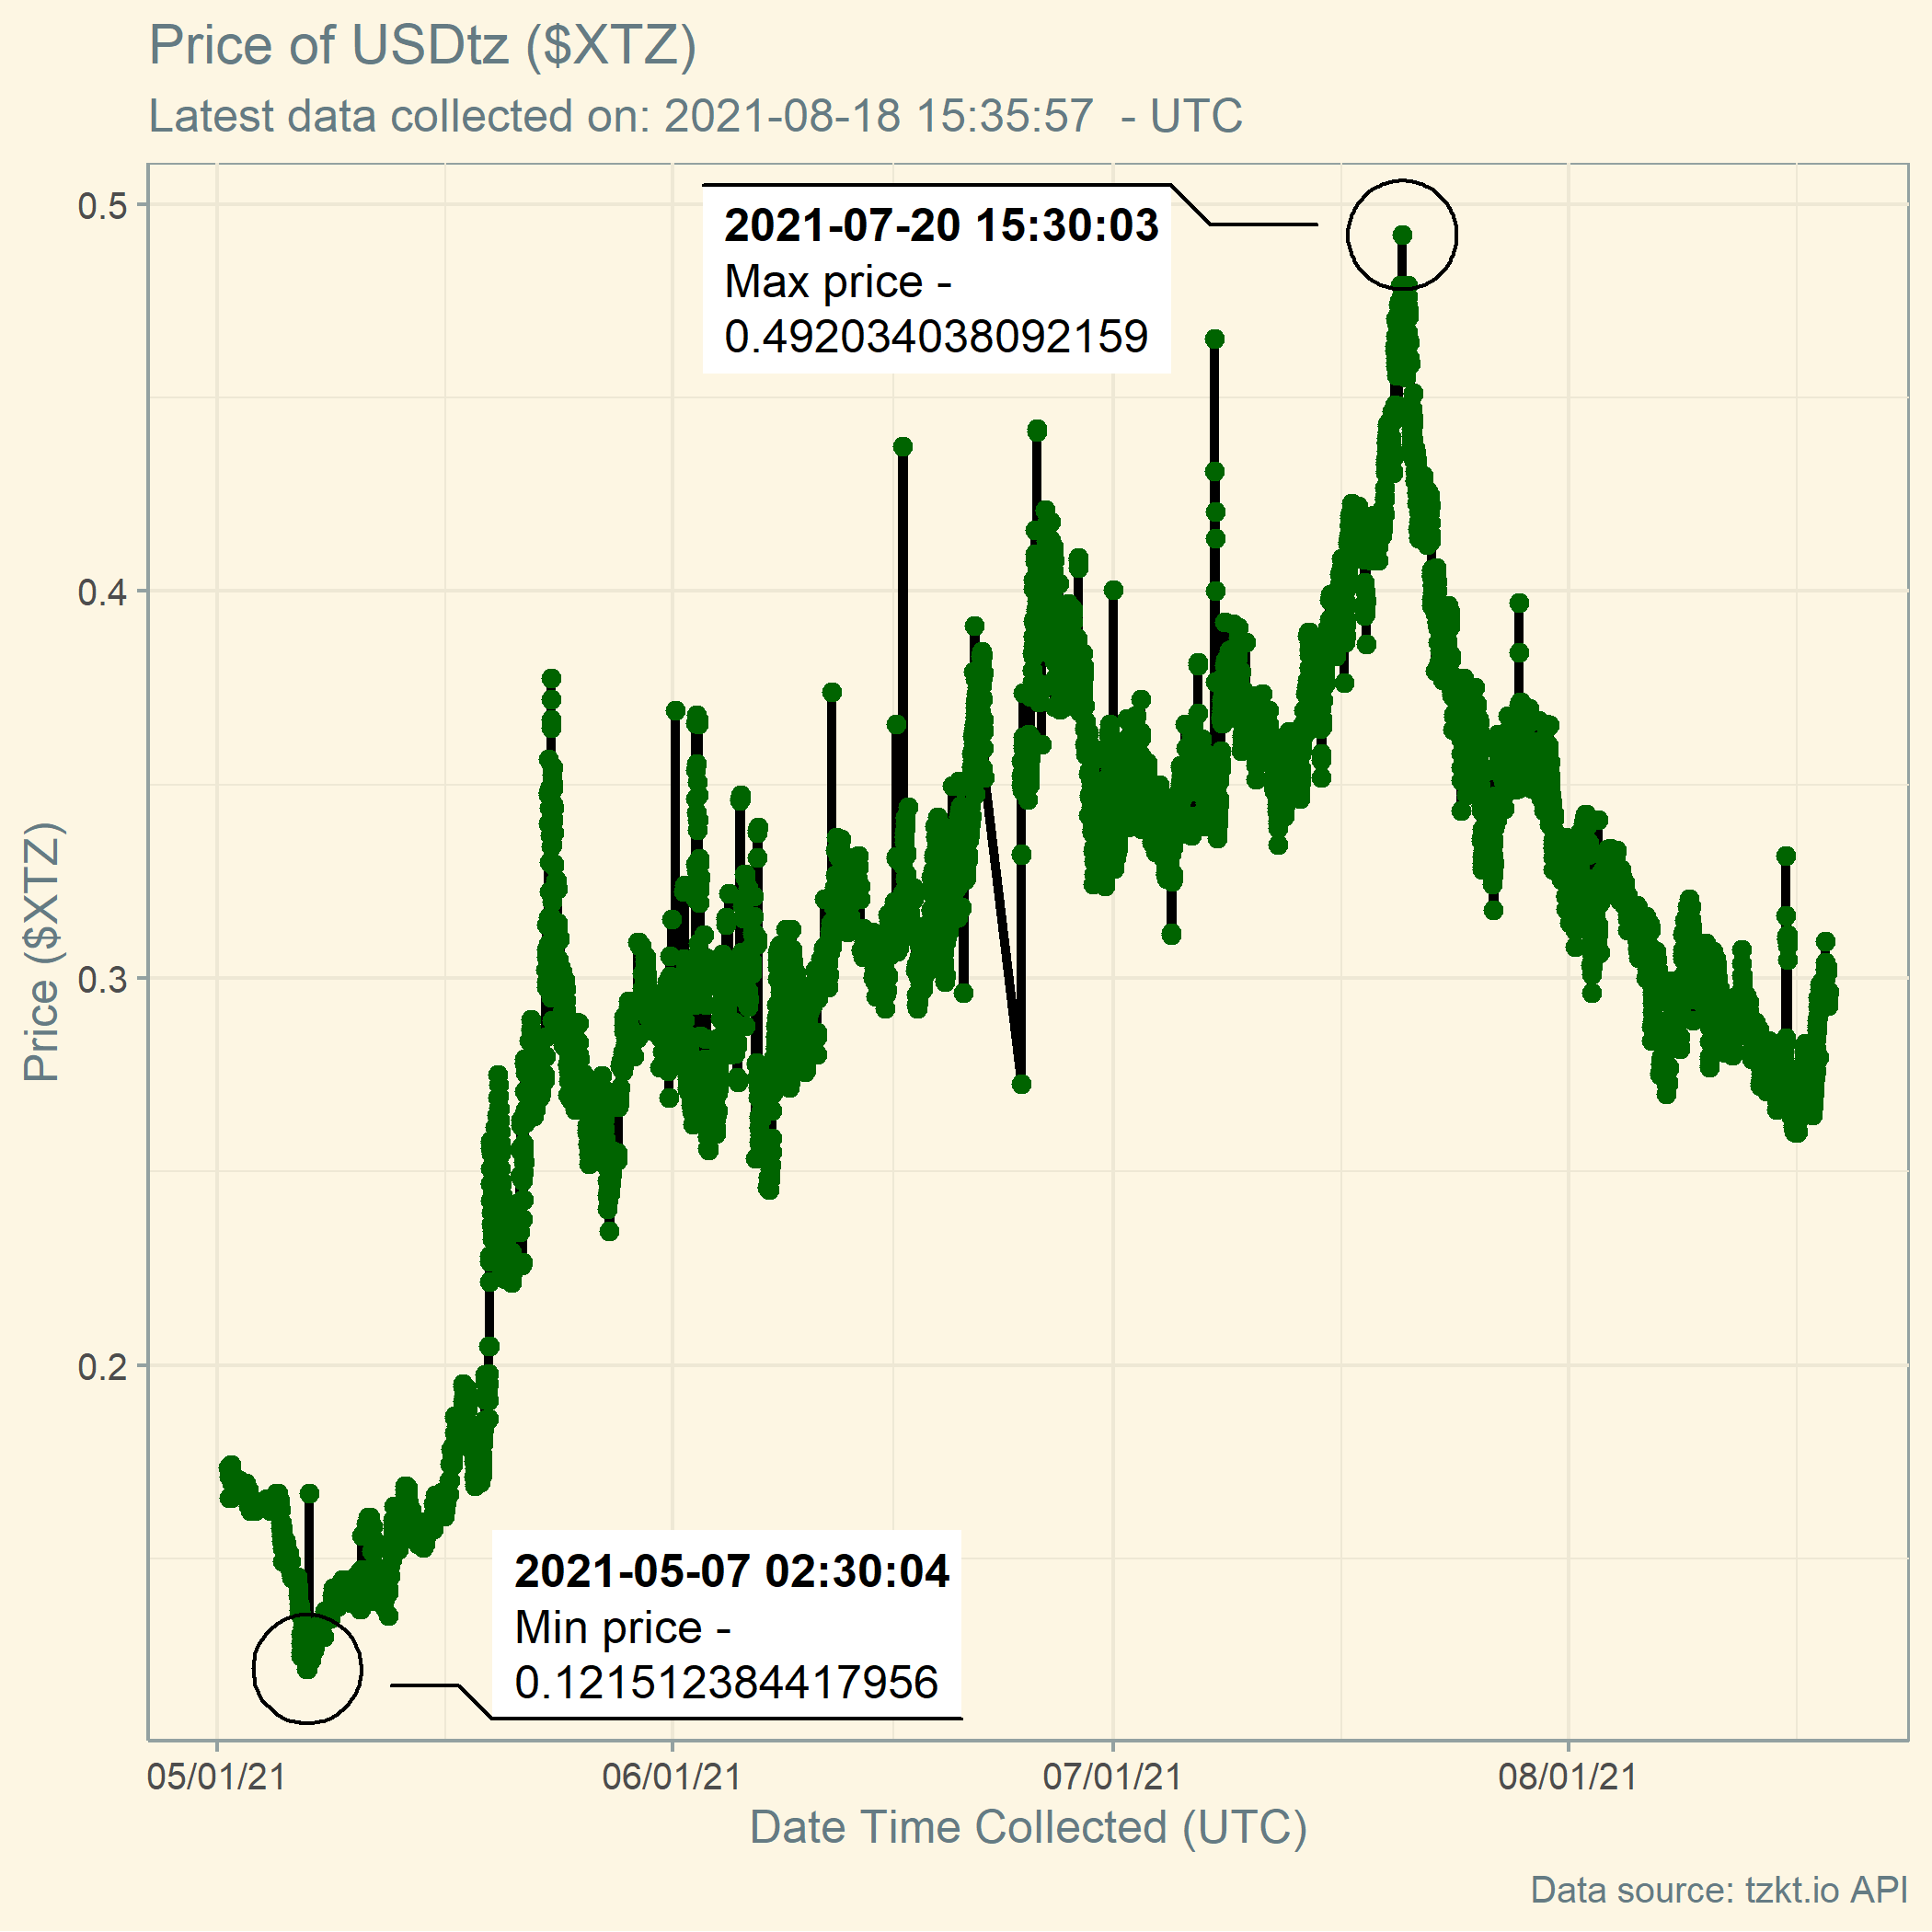 Price of USDtz ($XTZ)
Latest data collected on: 2021-08-18 15:35:57  - UTC
0.5
0.4
0.3
0.2
Price ($XTZ)
2021-07-20 15:30:03
Max price -
0.492034038092159
2021-05-07 02:30:04
Min price -
0.121512384417956
05/01/21
06/01/21
07/01/21
08/01/21
Date Time Collected (UTC)
Data source: tzkt.io API